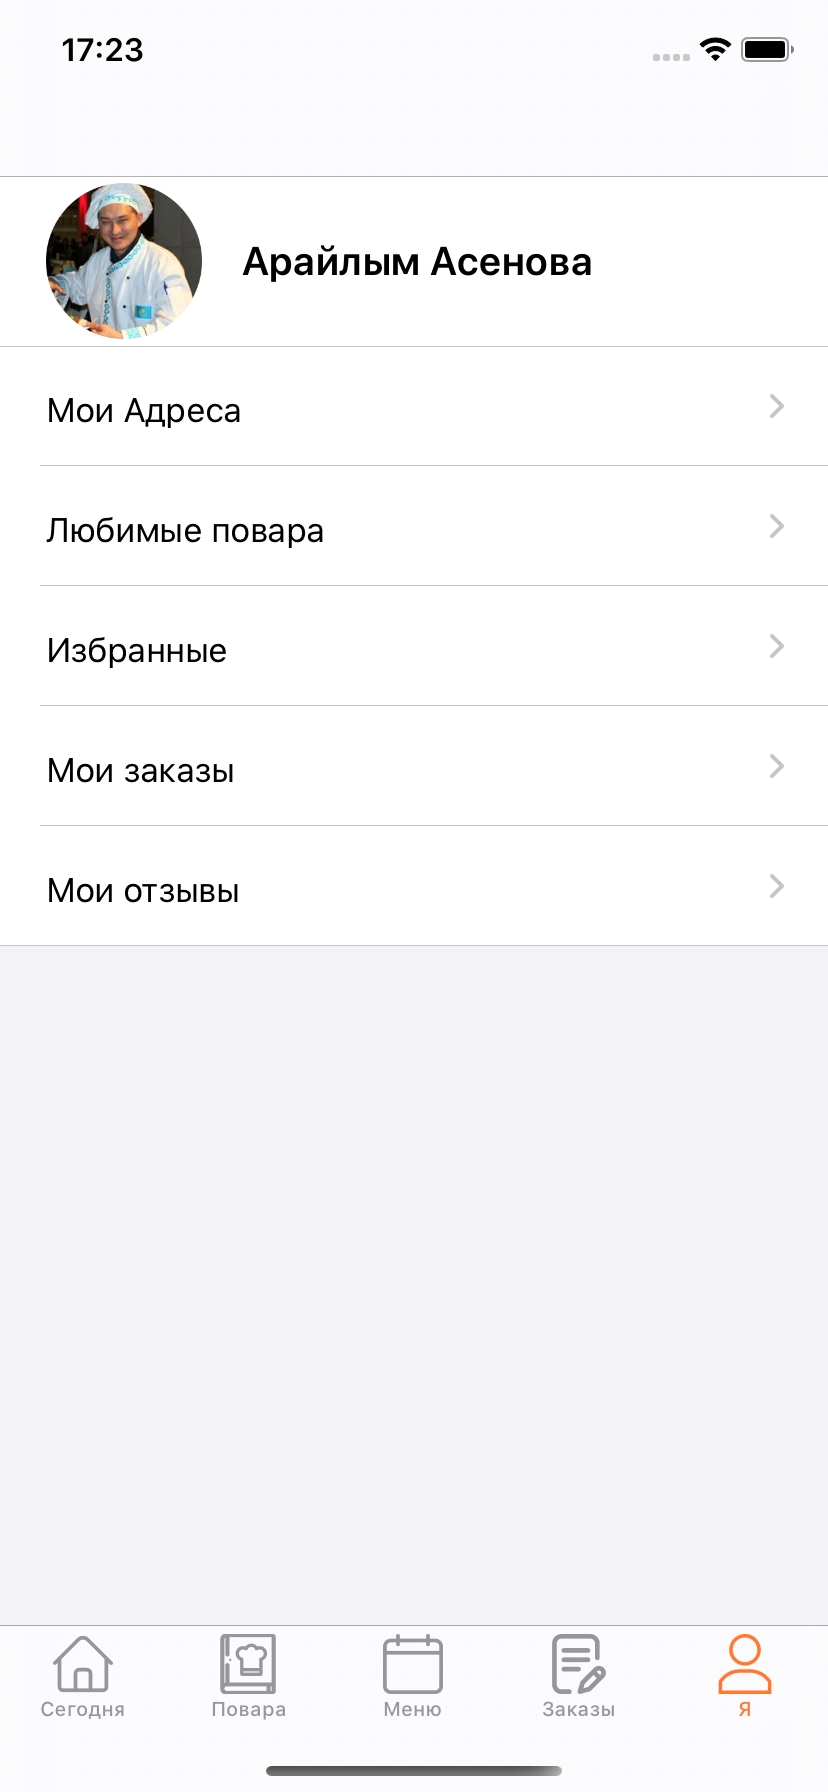 17:23
Арайлым Асенова
Мои Адреса
Любимые повара
Избранные
Мои заказы
Мои отзывы
Сегодня
Повара
Меню
Заказы
Я